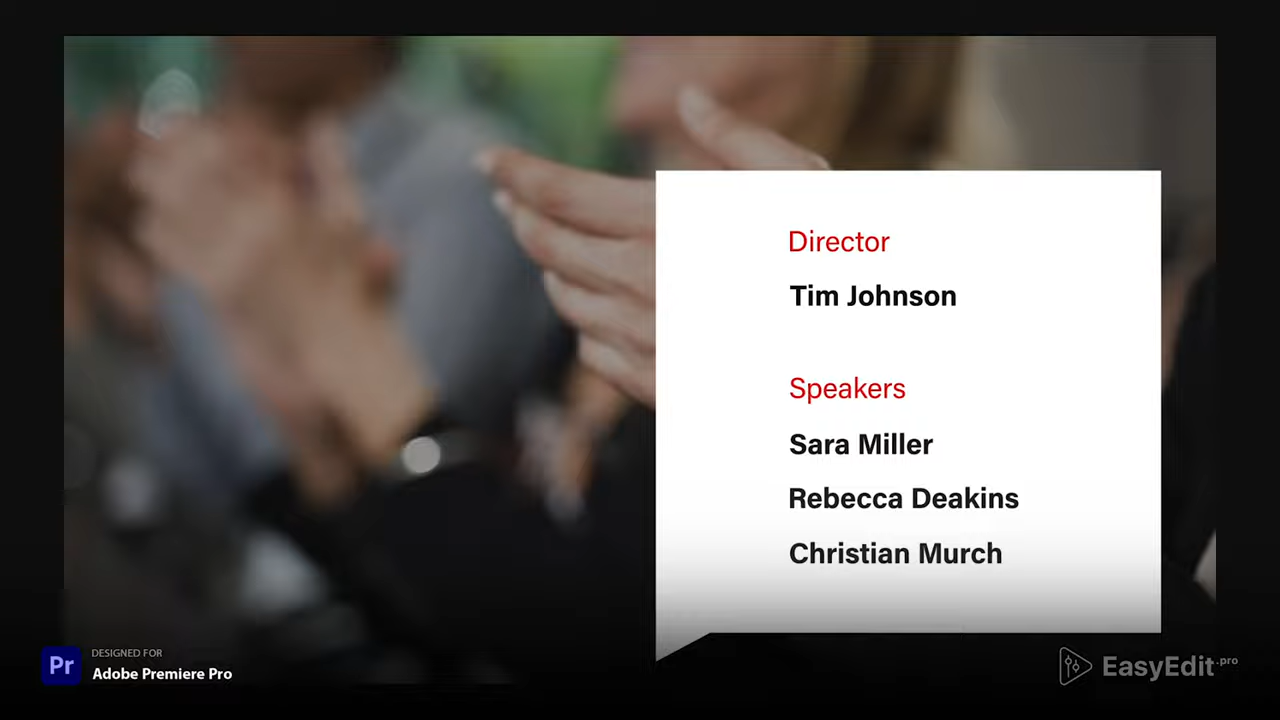 Director
Tim Johnson
Speakers
Sara Miller
Rebecca Deakins
Christian Murch
Pr
DESIGNED FOR
Adobe Premiere Pro
EasyEdit.pro